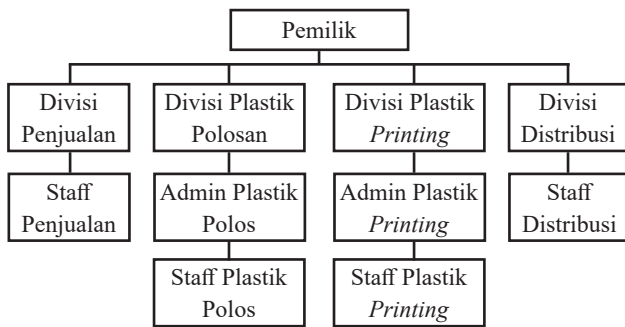 Pemilik
Divisi
Penjualan
Divisi Plastik
Polosan
Divisi Plastik
Printing
Divisi
Distribusi
Staff
Penjualan
Admin Plastik
Polos
Admin Plastik
Printing
Staff
Distribusi
Staff Plastik
Polos
Staff Plastik
Printing